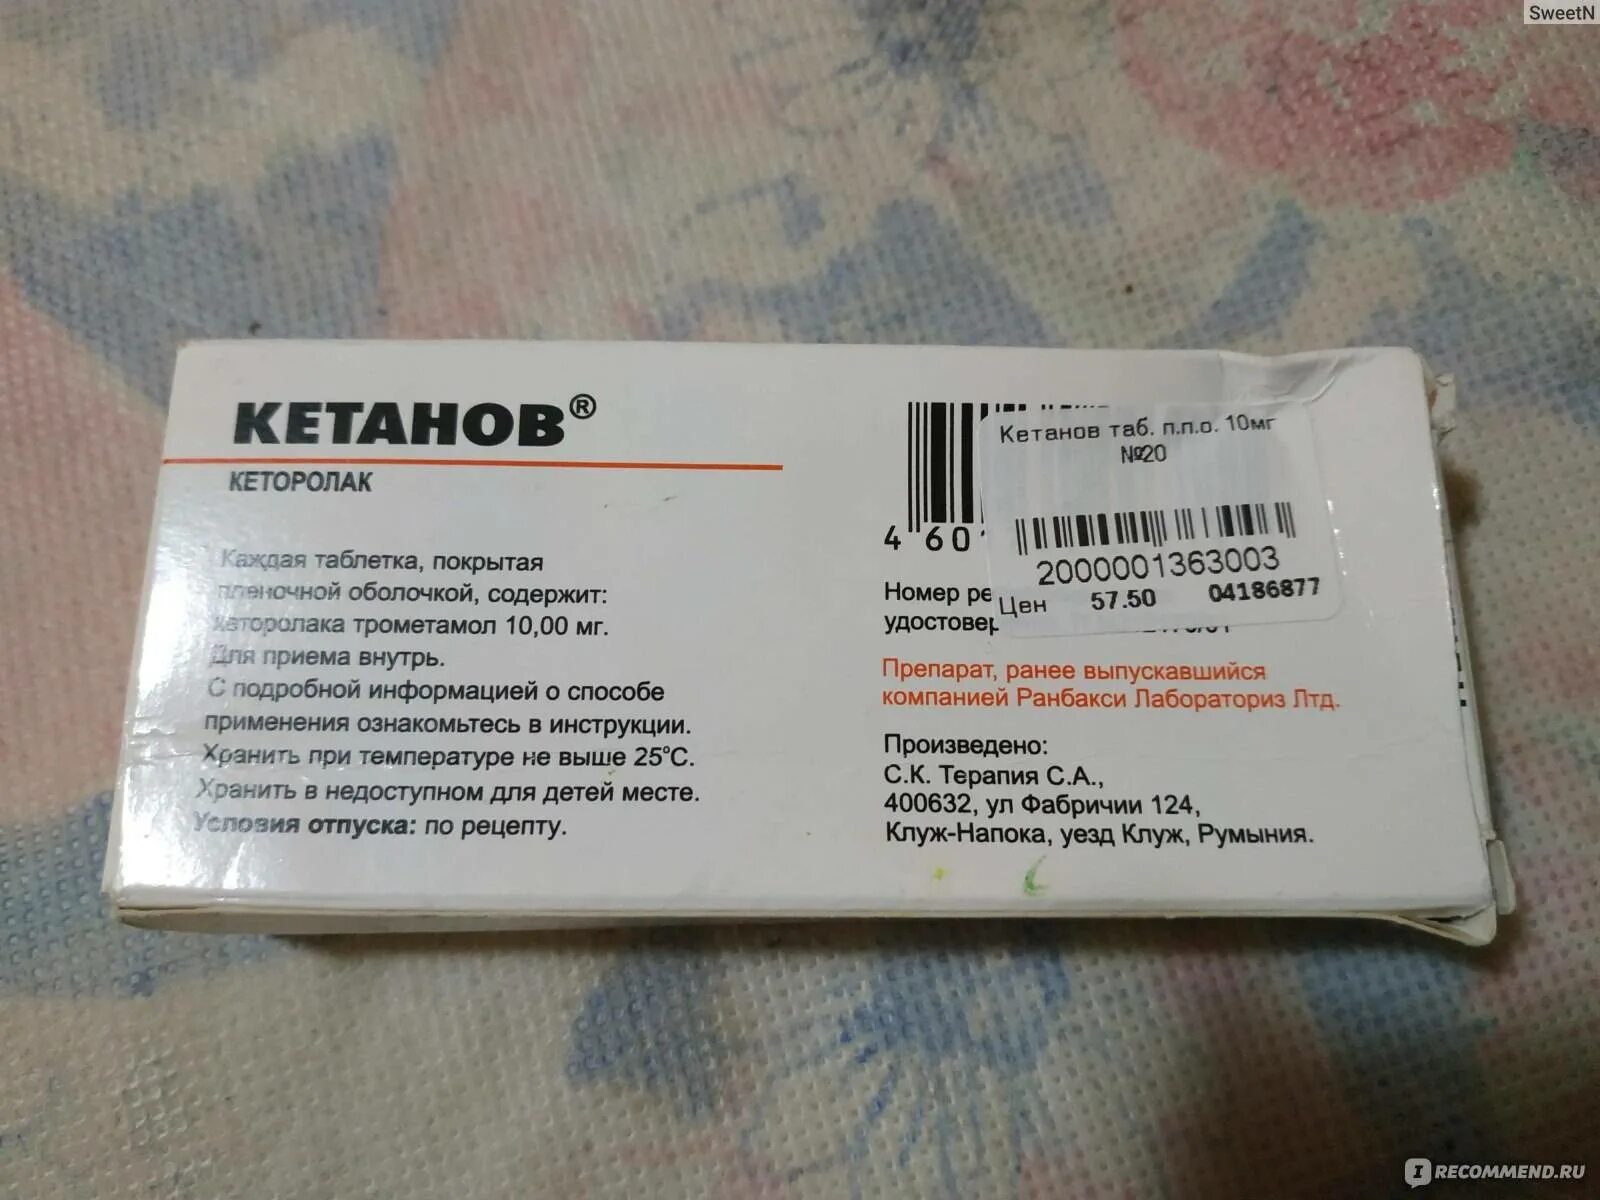 SweetN
КЕТАНОВ®
КЕТОРОЛАК
Каждая таблетка, покрытая
пленочной оболочкой, содержит:
кеторолака трометамол 10,00 мг.
Для приема внутрь.
С подробной информацией о способе
применения ознакомьтесь в инструкции.
Хранить при температуре не выше 25°С.
Хранить в недоступном для детей месте.
Условия отпуска: по рецепту.
Кетанов таб. п.п.о. 10мг
№20
2000001363003
Цен 57.50 04186877
4 60
Номер ре
удостовер
Препарат, ранее выпускавшийся
компанией Ранбакси Лабораториз Лтд.
Произведено:
С.К. Терапия С.А.,
400632, ул Фабричии 124,
Клуж-Напока, уезд Клуж, Румыния.
IRECOMMEND.RU